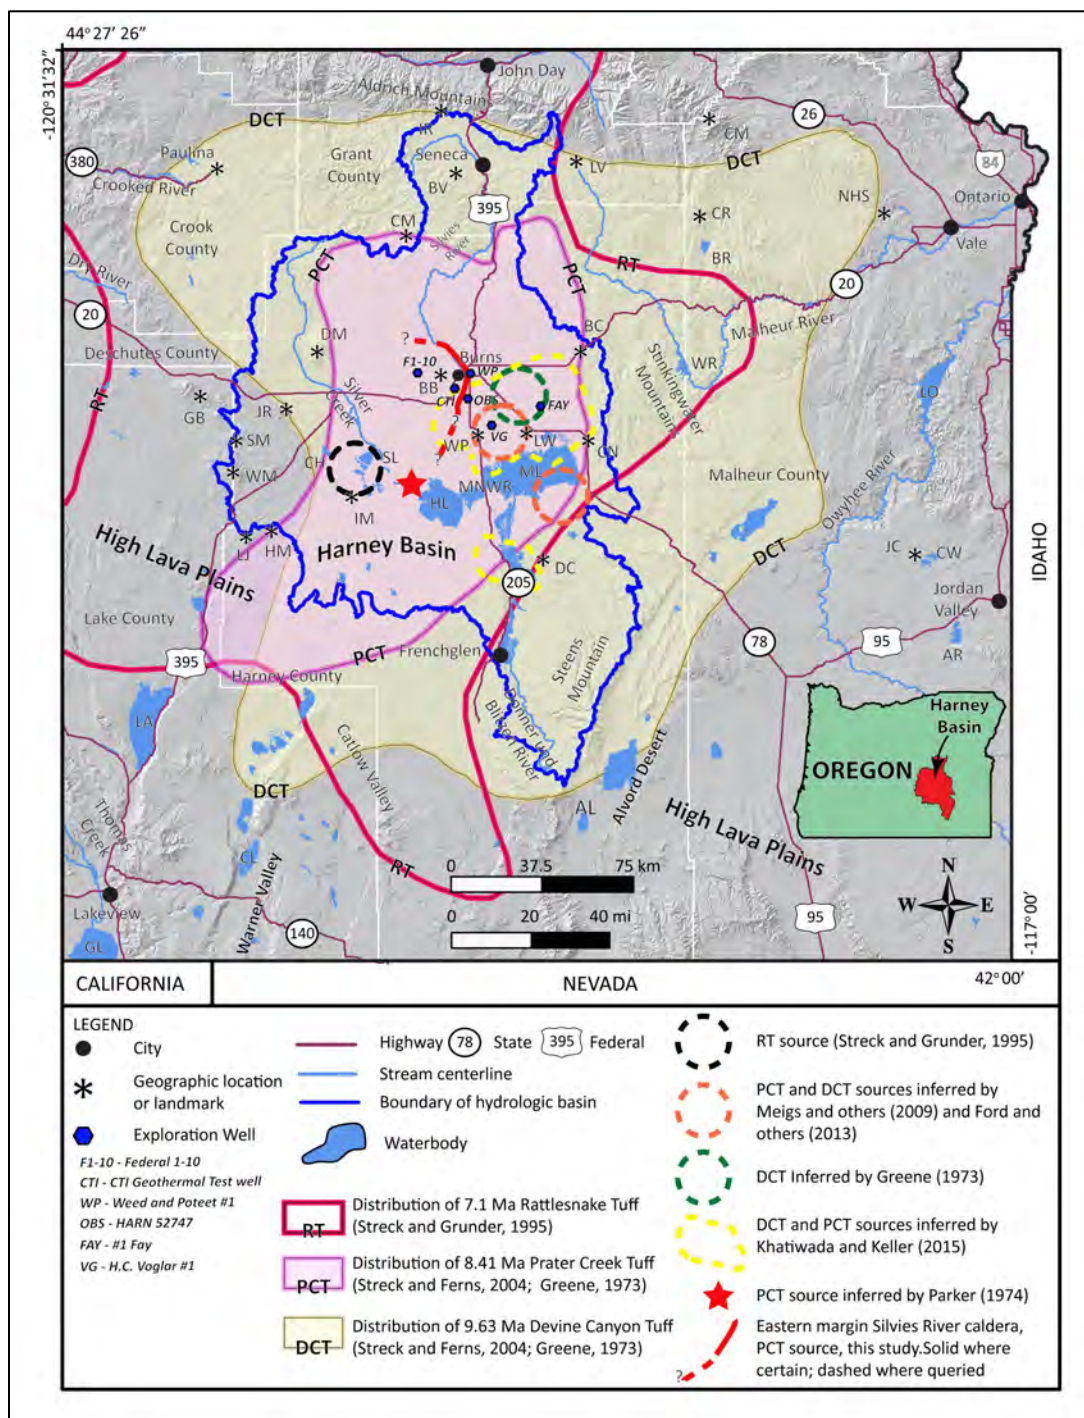 44° 27' 26"
-120° 31' 32"
John Day
Aldrich Mountain
DCT
IR
26
CM
380
Paulina
Grant
County
Seneca
BV
LV
DCT
84
Crooked River
395
NHS
Ontario
CR
Crook
County
CM
Silvies
River
Vale
BR
PCT
RT
PCT
20
Dry River
20
Malheur River
Deschutes County
DM
BC
Stinkingwater
Mountains
WR
F1-10
Burns
WP
BB
CTI
OBS
FAY
RT
GB
JR
Silver
Creek
LO
SM
WP
VG
LW
CN
CH
SL
WM
ML
Malheur County
MNWR
HL
IM
Owyhee River
LJ
HM
Harney Basin
DC
DCT
JC
CW
High Lava Plains
205
IDAHO
Jordan
Valley
Lake County
78
95
AR
395
PCT
Frenchglen
Harney County
Steens
Mountain
Donner und
Blitzen River
LA
Catlow Valley
Harney
Basin
OREGON
DCT
Alvord Desert
AL
High Lava Plains
Thomas
Creek
CL
Warner Valley
RT
0 37.5 75 km
0 20 40 mi
N
W E
S
Lakeview
GL
140
95
-117° 00'
CALIFORNIA
NEVADA
42° 00'
LEGEND
City
Geographic location
or landmark
Exploration Well
F1-10 - Federal 1-10
CTI - CTI Geothermal Test well
WP - Weed and Poteet #1
OBS - HARN 52747
FAY - #1 Fay
VG - H.C. Voglar #1
Highway 78 State 395 Federal
Stream centerline
Boundary of hydrologic basin
Waterbody
RT
Distribution of 7.1 Ma Rattlesnake Tuff
(Streck and Grunder, 1995)
PCT
Distribution of 8.41 Ma Prater Creek Tuff
(Streck and Ferns, 2004; Greene, 1973)
DCT
Distribution of 9.63 Ma Devine Canyon Tuff
(Streck and Ferns, 2004; Greene, 1973)
RT source (Streck and Grunder, 1995)
PCT and DCT sources inferred by
Meigs and others (2009) and Ford and
others (2013)
DCT Inferred by Greene (1973)
DCT and PCT sources inferred by
Khatiwada and Keller (2015)
PCT source inferred by Parker (1974)
Eastern margin Silvies River caldera,
PCT source, this study.Solid where
certain; dashed where queried
?